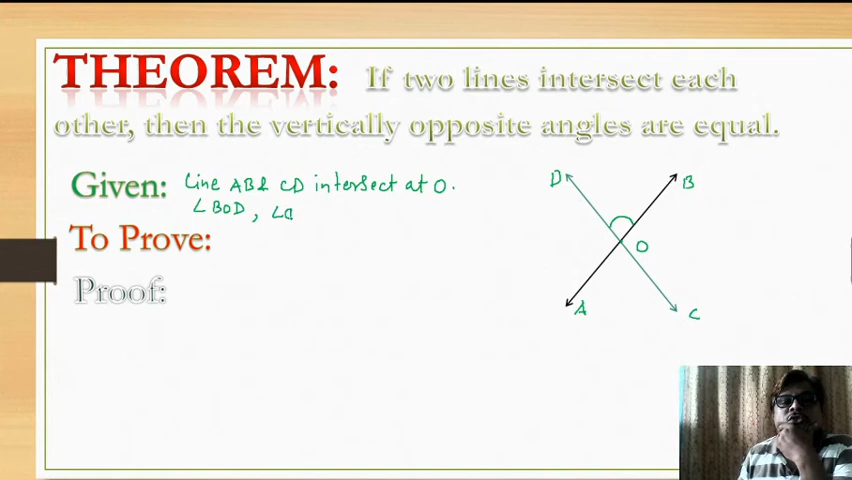 THEOREM: If two lines intersect each
other, then the vertically opposite angles are equal.
Given: Line AB & CD intersect at O.
∠BOD, ∠C
To Prove:
Proof:
D
B
O
A
C